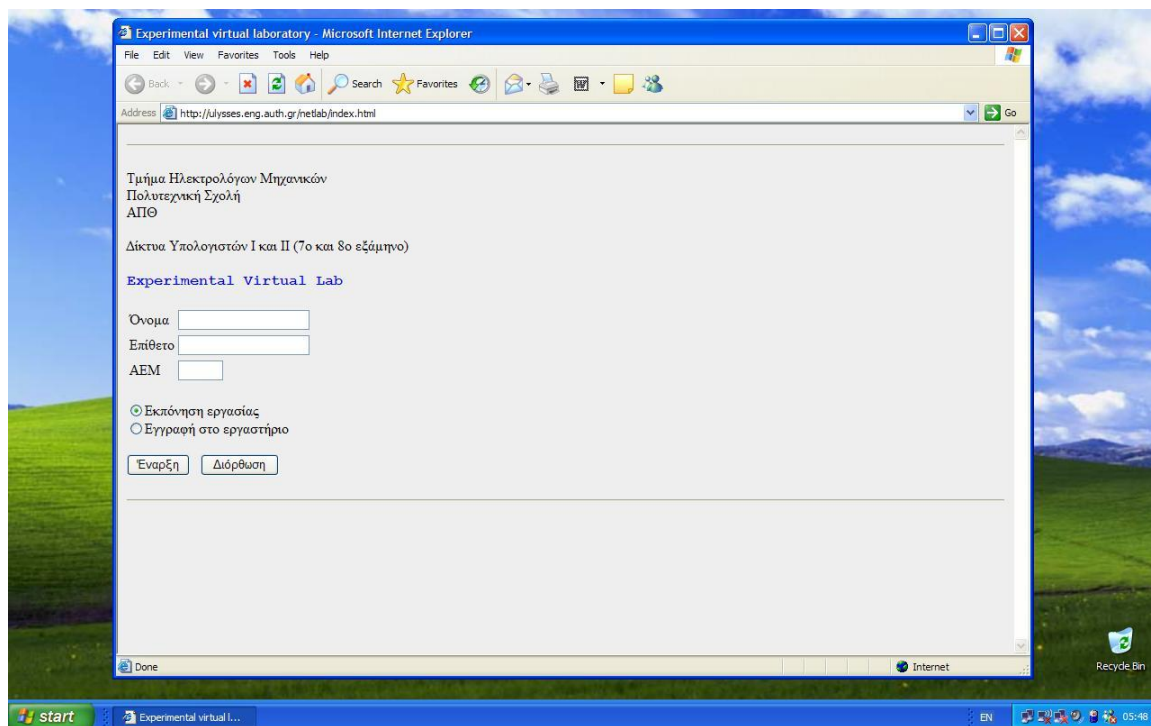 Experimental virtual laboratory - Microsoft Internet Explorer
File Edit View Favorites Tools Help
Back Search Favorites
Address http://ulysses.eng.auth.gr/netlab/index.html Go
Τμήμα Ηλεκτρολόγων Μηχανικών
Πολυτεχνική Σχολή
ΑΠΘ
Δίκτυα Υπολογιστών Ι και ΙΙ (7ο και 8ο εξάμηνο)
Experimental Virtual Lab
Όνομα
Επίθετο
ΑΕΜ
Εκπόνηση εργασίας
Εγγραφή στο εργαστήριο
Έναρξη Διόρθωση
Done Internet
Recycle Bin
start Experimental virtual l... EN 05:48